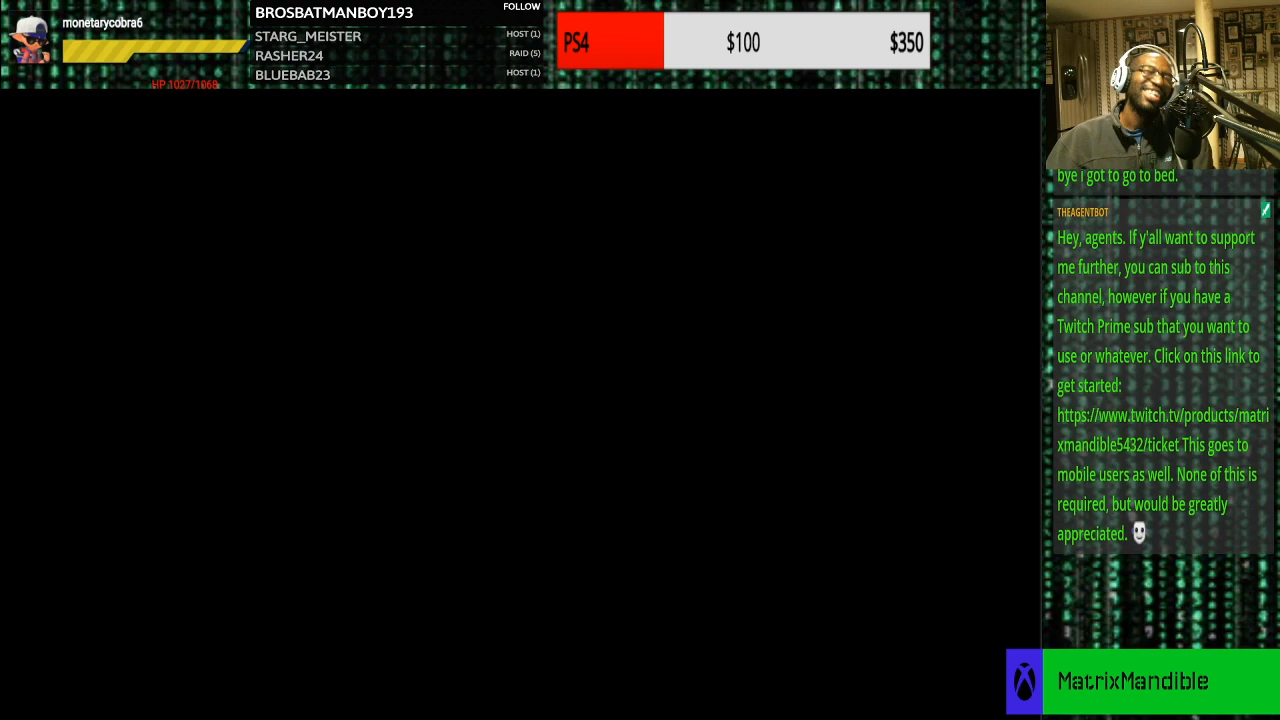 monetarycobra6
HP 1027/1068
BROSBATMANBOY193 FOLLOW
STARG_MEISTER HOST (1)
RASHER24 RAID (5)
BLUEBAB23 HOST (1)
PS4 $100 $350
bye i got to go to bed.
THEAGENTBOT
Hey, agents. If y'all want to support
me further, you can sub to this
channel, however if you have a
Twitch Prime sub that you want to
use or whatever. Click on this link to
get started:
https://www.twitch.tv/products/matri
xmandible5432/ticket This goes to
mobile users as well. None of this is
required, but would be greatly
appreciated.
MatrixMandible